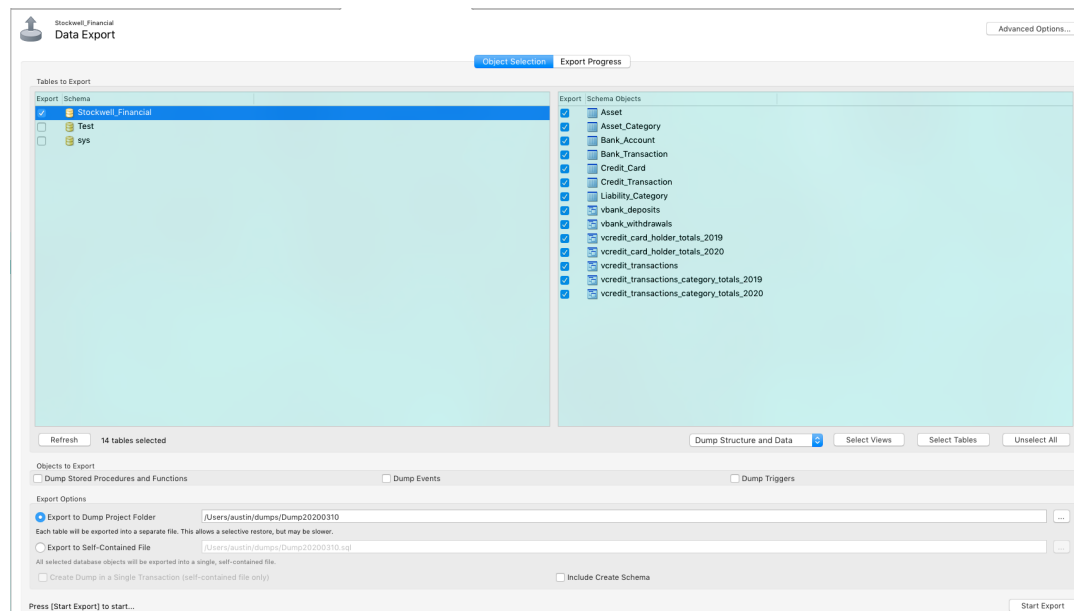 Stockwell_Financial
Data Export
Advanced Options...
Object Selection Export Progress
Tables to Export
Export Schema
Stockwell_Financial
Test
sys
Export Schema Objects
Asset
Asset_Category
Bank_Account
Bank_Transaction
Credit_Card
Credit_Transaction
Liability_Category
vbank_deposits
vbank_withdrawals
vcredit_card_holder_totals_2019
vcredit_card_holder_totals_2020
vcredit_transactions
vcredit_transactions_category_totals_2019
vcredit_transactions_category_totals_2020
Refresh 14 tables selected Dump Structure and Data Select Views Select Tables Unselect All
Objects to Export
Dump Stored Procedures and Functions Dump Events Dump Triggers
Export Options
Export to Dump Project Folder /Users/austin/dumps/Dump20200310 ...
Each table will be exported into a separate file. This allows a selective restore, but may be slower.
Export to Self-Contained File /Users/austin/dumps/Dump20200310.sql ...
All selected database objects will be exported into a single, self-contained file.
Create Dump in a Single Transaction (self-contained file only) Include Create Schema
Press [Start Export] to start... Start Export